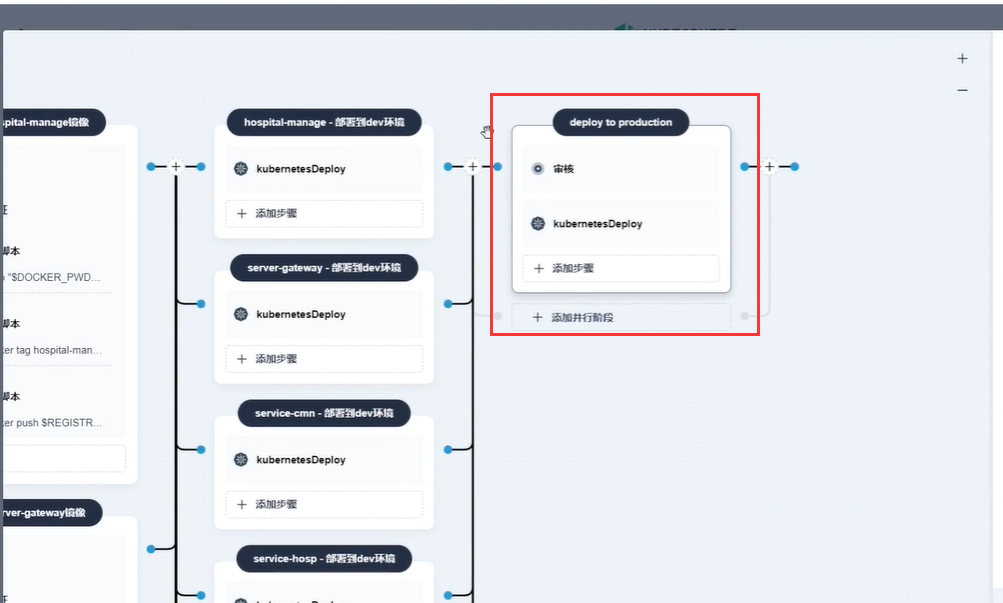 spital-manage镜像
证
脚本
"$DOCKER_PWD...
脚本
ker tag hospital-man...
脚本
ker push $REGISTR...
rver-gateway镜像
证
hospital-manage - 部署到dev环境
kubernetesDeploy
添加步骤
server-gateway - 部署到dev环境
kubernetesDeploy
添加步骤
service-cmn - 部署到dev环境
kubernetesDeploy
添加步骤
service-hosp - 部署到dev环境
deploy to production
审核
kubernetesDeploy
添加步骤
添加并行阶段